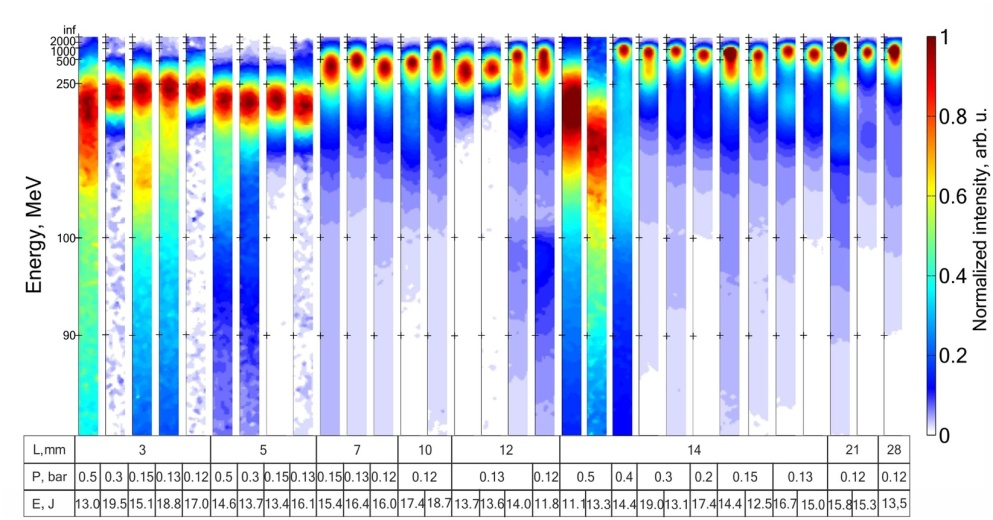 inf
2000
1000
500
250
100
90
Energy, MeV
1
0.8
0.6
0.4
0.2
0
Normalized intensity, arb. u.
L,mm 3 5 7 10 12 14 21 28
P, bar 0.5 0.3 0.15 0.13 0.12 0.5 0.3 0.15 0.13 0.15 0.13 0.12 0.12 0.13 0.12 0.5 0.4 0.3 0.2 0.15 0.13 0.12 0.12
E, J 13.0 19.5 15.1 18.8 17.0 14.6 13.7 13.4 16.1 15.4 16.4 16.0 17.4 18.7 13.7 13.6 14.0 11.8 11.1 13.3 14.4 19.0 13.1 17.4 14.4 12.5 16.7 15.0 15.8 15.3 13,5